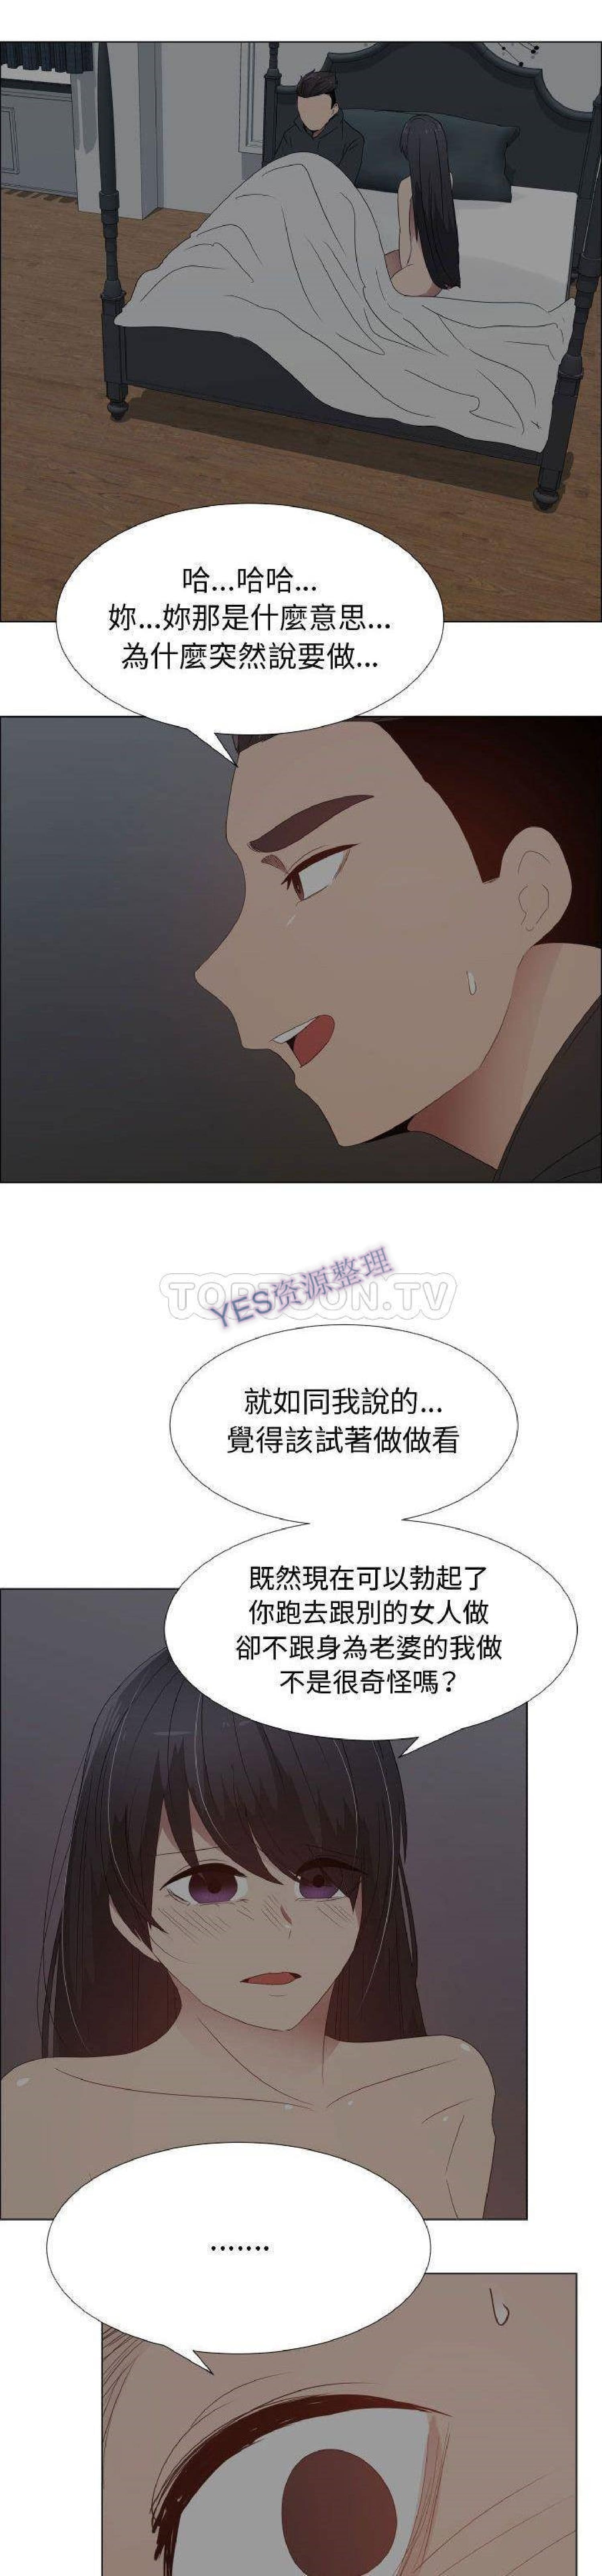 哈...哈哈...
妳...妳那是什麼意思...
為什麼突然說要做...
YES资源整理
TOPTOON.TV
就如同我說的...
覺得該試著做做看
既然現在可以勃起了
你跑去跟別的女人做
卻不跟身為老婆的我做
不是很奇怪嗎？
.......